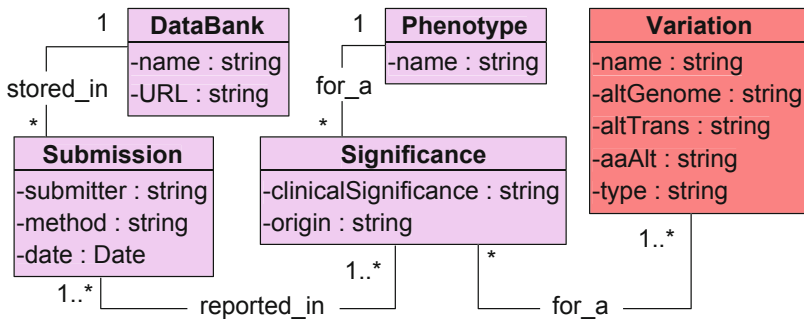 1
DataBank
-name : string
-URL : string
stored_in
*
Submission
-submitter : string
-method : string
-date : Date
1..*
1
Phenotype
-name : string
for_a
*
Significance
-clinicalSignificance : string
-origin : string
1..*
*
reported_in
Variation
-name : string
-altGenome : string
-altTrans : string
-aaAlt : string
-type : string
1..*
for_a